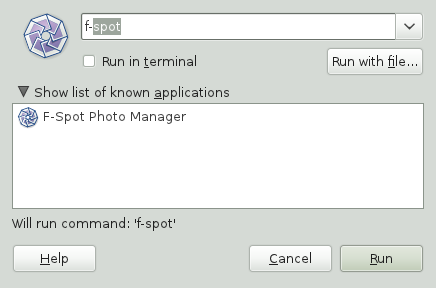 f-spot
Run in terminal
Run with file...
Show list of known applications
F-Spot Photo Manager
Will run command: 'f-spot'
Help
Cancel
Run